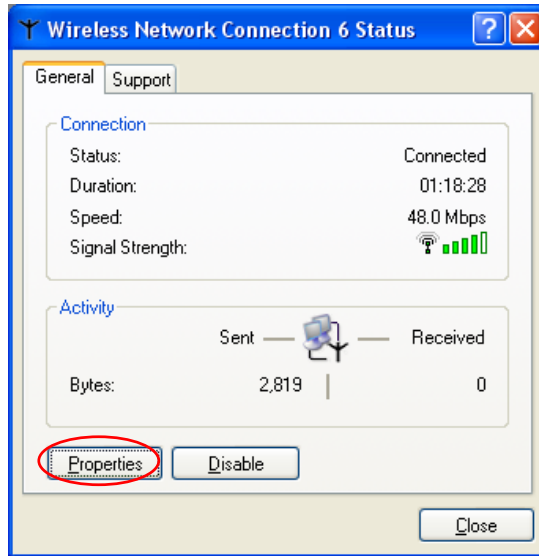 Wireless Network Connection 6 Status
General Support
Connection
Status: Connected
Duration: 01:18:28
Speed: 48.0 Mbps
Signal Strength:
Activity
Sent Received
Bytes: 2,819 0
Properties Disable
Close